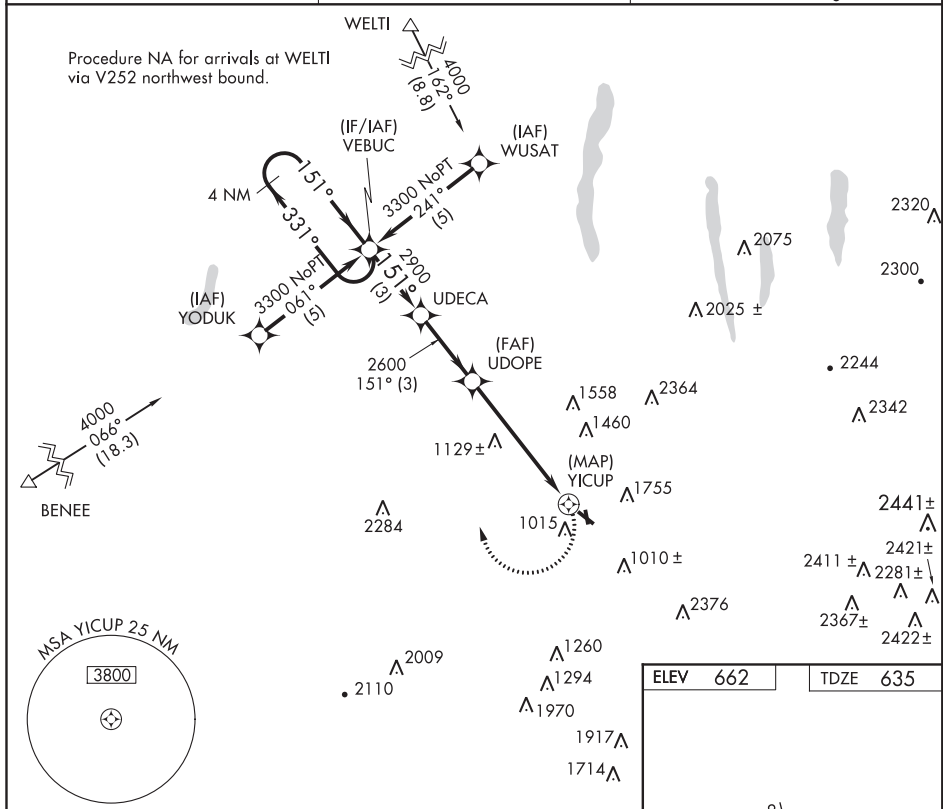 WELTI
Procedure NA for arrivals at WELTI
via V252 northwest bound.
4000
162°
(8.8)
(IF/IAF)
VEBUC
(IAF)
WUSAT
4 NM
151°
331°
3300 NoPT
241°
(5)
3300 NoPT
061°
(5)
2900
151°
(3)
(IAF)
YODUK
UDECA
(FAF)
UDOPE
2600
151° (3)
2320
2075
2300
2025 ±
2244
2342
1558
2364
1460
1129±
4000
066°
(18.3)
BENEE
(MAP)
YICUP
1755
2284
1015
2441±
1010 ±
2421±
2411 ±
2281±
2376
2367±
2422±
MSA YICUP 25 NM
3800
2009
2110
1260
1294
1970
1917
1714
ELEV 662
TDZE 635